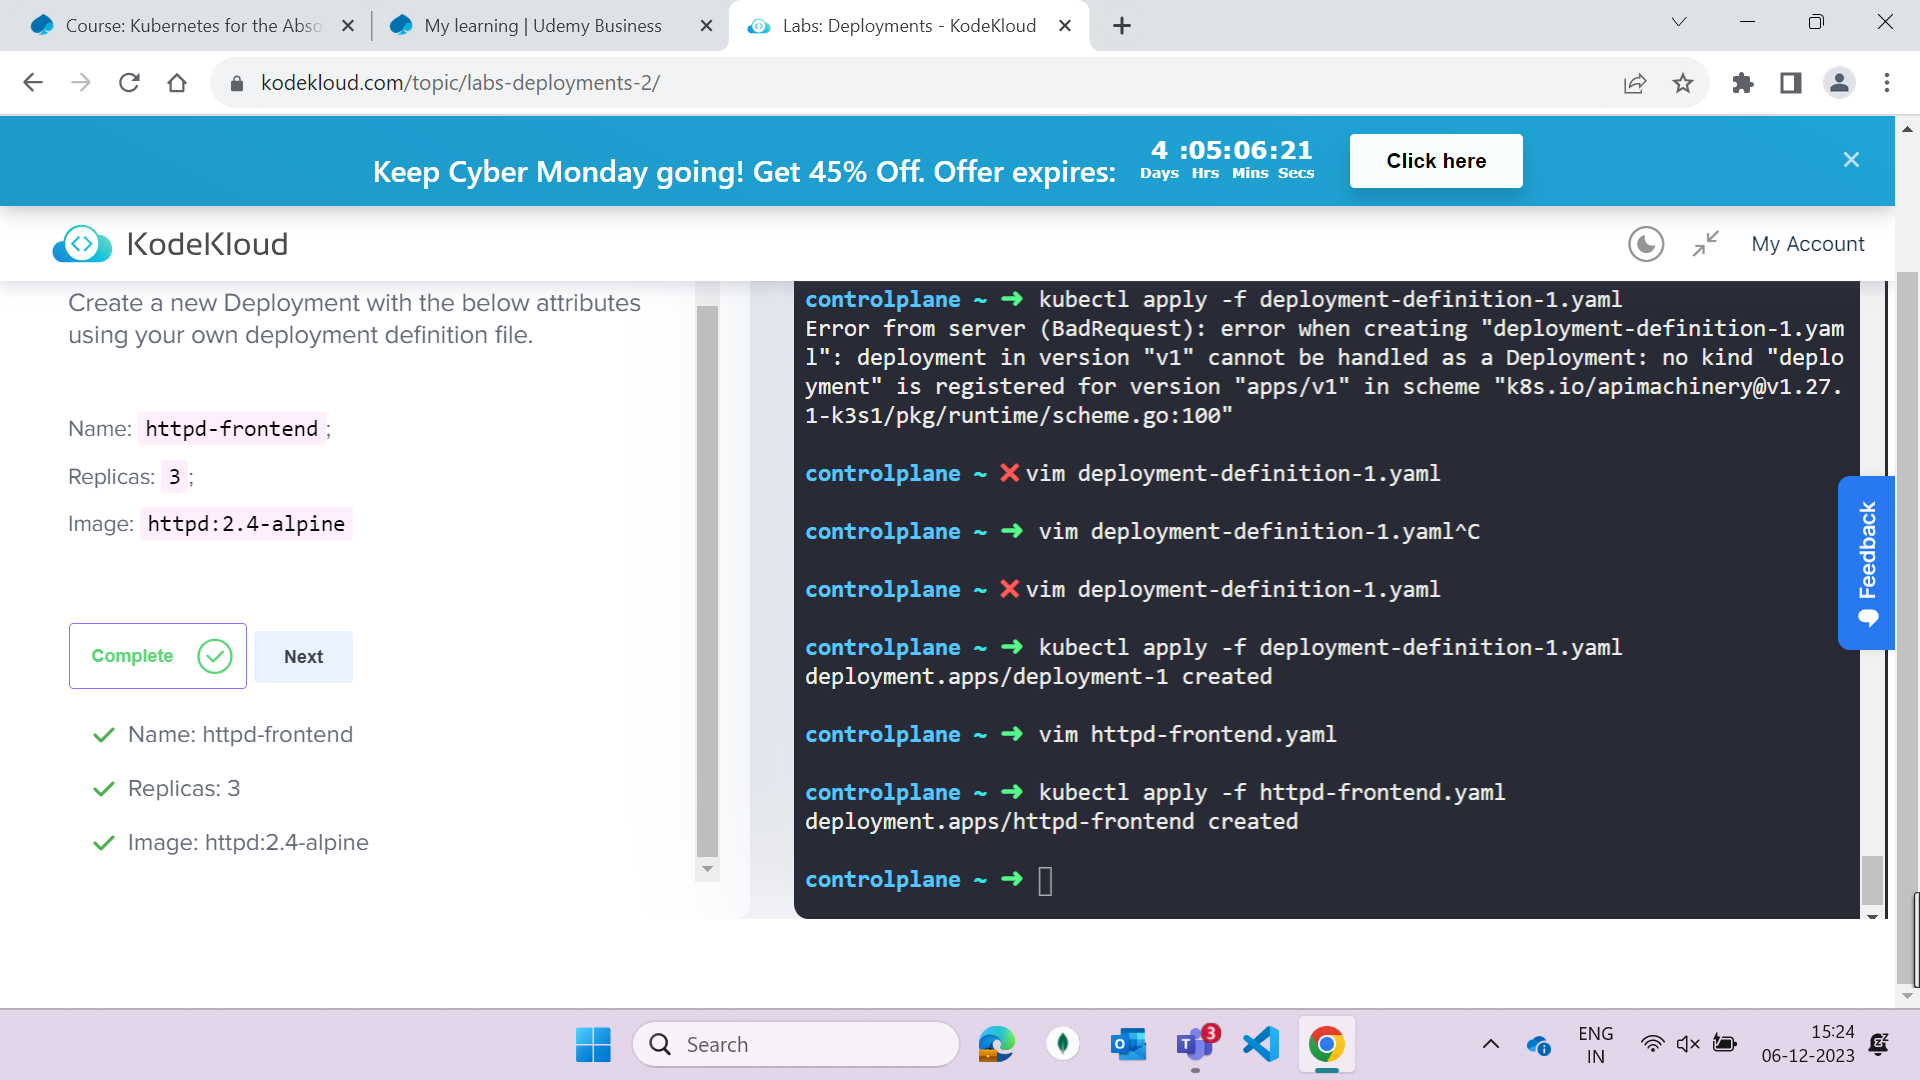 Course: Kubernetes for the Abso
My learning | Udemy Business
Labs: Deployments - KodeKloud
kodekloud.com/topic/labs-deployments-2/
Keep Cyber Monday going! Get 45% Off. Offer expires:
4 :05:06:21
Days Hrs Mins Secs
Click here
KodeKloud
My Account
Create a new Deployment with the below attributes
using your own deployment definition file.
Name: httpd-frontend;
Replicas: 3;
Image: httpd:2.4-alpine
Complete
Next
Name: httpd-frontend
Replicas: 3
Image: httpd:2.4-alpine
controlplane ~ ➜ kubectl apply -f deployment-definition-1.yaml
Error from server (BadRequest): error when creating "deployment-definition-1.yam
l": deployment in version "v1" cannot be handled as a Deployment: no kind "deplo
yment" is registered for version "apps/v1" in scheme "k8s.io/apimachinery@v1.27.
1-k3s1/pkg/runtime/scheme.go:100"
controlplane ~ ✖ vim deployment-definition-1.yaml
controlplane ~ ➜ vim deployment-definition-1.yaml^C
controlplane ~ ✖ vim deployment-definition-1.yaml
controlplane ~ ➜ kubectl apply -f deployment-definition-1.yaml
deployment.apps/deployment-1 created
controlplane ~ ➜ vim httpd-frontend.yaml
controlplane ~ ➜ kubectl apply -f httpd-frontend.yaml
deployment.apps/httpd-frontend created
controlplane ~ ➜
Feedback
Search
3
ENG
IN
15:24
06-12-2023